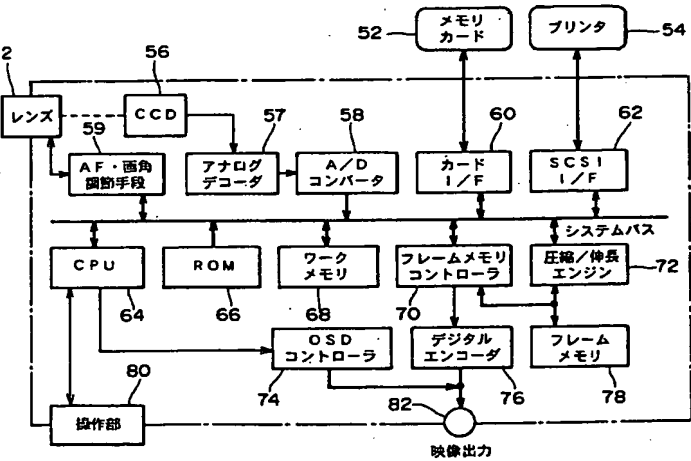 52
メモリ
カード
プリンタ
54
2
56
レンズ
CCD
59
57
58
60
62
AF・画角
調節手段
アナログ
デコーダ
A/D
コンバータ
カード
I/F
SCSI
I/F
システムバス
CPU
ROM
ワーク
メモリ
フレームメモリ
コントローラ
圧縮/伸長
エンジン
72
64
66
68
70
OSD
コントローラ
デジタル
エンコーダ
フレーム
メモリ
80
74
76
78
操作部
82
映像出力